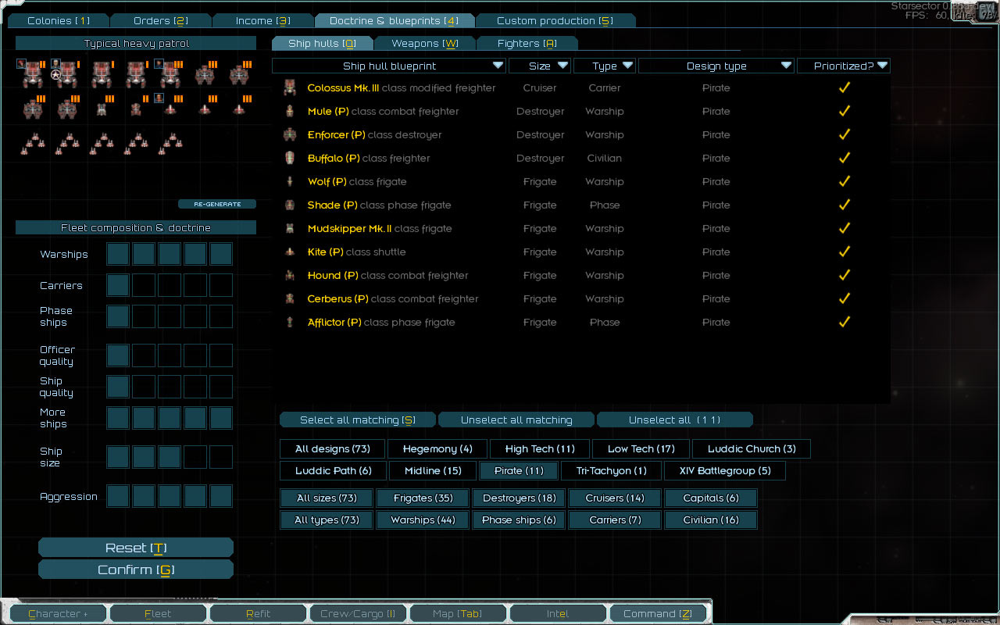 Starsector 0.
FPS: 60, Idle: 78%
Colonies [1] Orders [2] Income [3] Doctrine & blueprints [4] Custom production [5]
Typical heavy patrol
Ship hulls [Q] Weapons [W] Fighters [A]
Ship hull blueprint Size Type Design type Prioritized?
Colossus Mk.III class modified freighter Cruiser Carrier Pirate
Mule (P) class combat freighter Destroyer Warship Pirate
Enforcer (P) class destroyer Destroyer Warship Pirate
Buffalo (P) class freighter Destroyer Civilian Pirate
Wolf (P) class frigate Frigate Warship Pirate
Shade (P) class phase frigate Frigate Phase Pirate
Mudskipper Mk.II class frigate Frigate Warship Pirate
Kite (P) class shuttle Frigate Warship Pirate
Hound (P) class combat freighter Frigate Warship Pirate
Cerberus (P) class combat freighter Frigate Warship Pirate
Afflictor (P) class phase frigate Frigate Phase Pirate
RE-GENERATE
Fleet composition & doctrine
Warships
Carriers
Phase
ships
Officer
quality
Ship
quality
More
ships
Ship
size
Aggression
Reset [T]
Confirm [G]
Select all matching [S] Unselect all matching Unselect all (11)
All designs (73) Hegemony (4) High Tech (11) Low Tech (17) Luddic Church (3)
Luddic Path (6) Midline (15) Pirate (11) Tri-Tachyon (1) XIV Battlegroup (5)
All sizes (73) Frigates (35) Destroyers (18) Cruisers (14) Capitals (6)
All types (73) Warships (44) Phase ships (6) Carriers (7) Civilian (16)
Character + Fleet Refit Crew/Cargo [I] Map [Tab] Intel Command [Z]